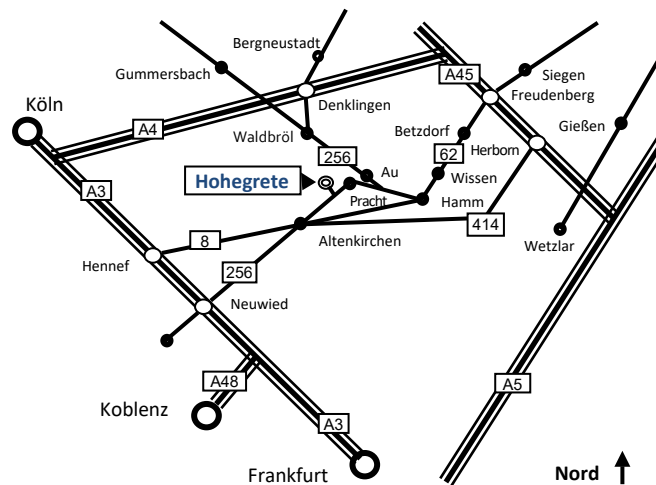 Bergneustadt
Gummersbach
A45
Siegen
Freudenberg
Köln
Denklingen
Gießen
A4
Waldbröl
Betzdorf
Herborn
256
62
Au
Hohegrete
Wissen
A3
Pracht
Hamm
414
Altenkirchen
Wetzlar
8
Hennef
256
Neuwied
A48
A5
Koblenz
A3
Frankfurt
Nord